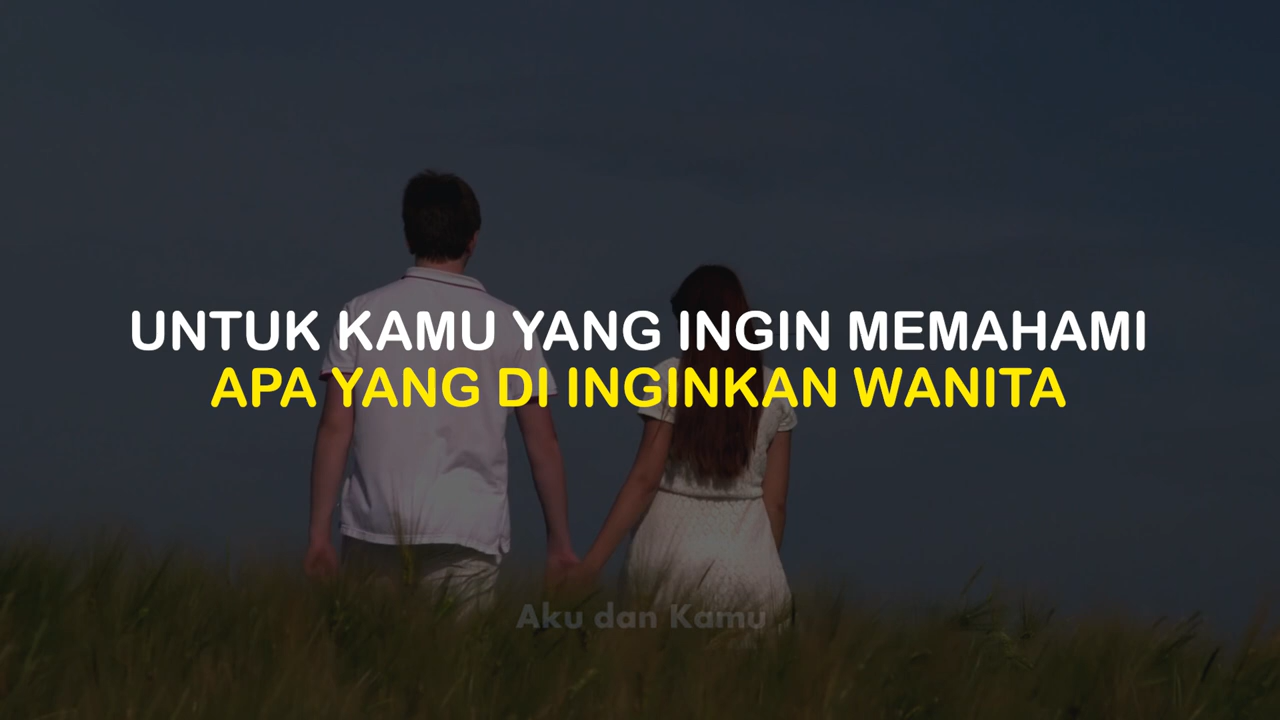 UNTUK KAMU YANG INGIN MEMAHAMI
APA YANG DI INGINKAN WANITA
Aku dan Kamu